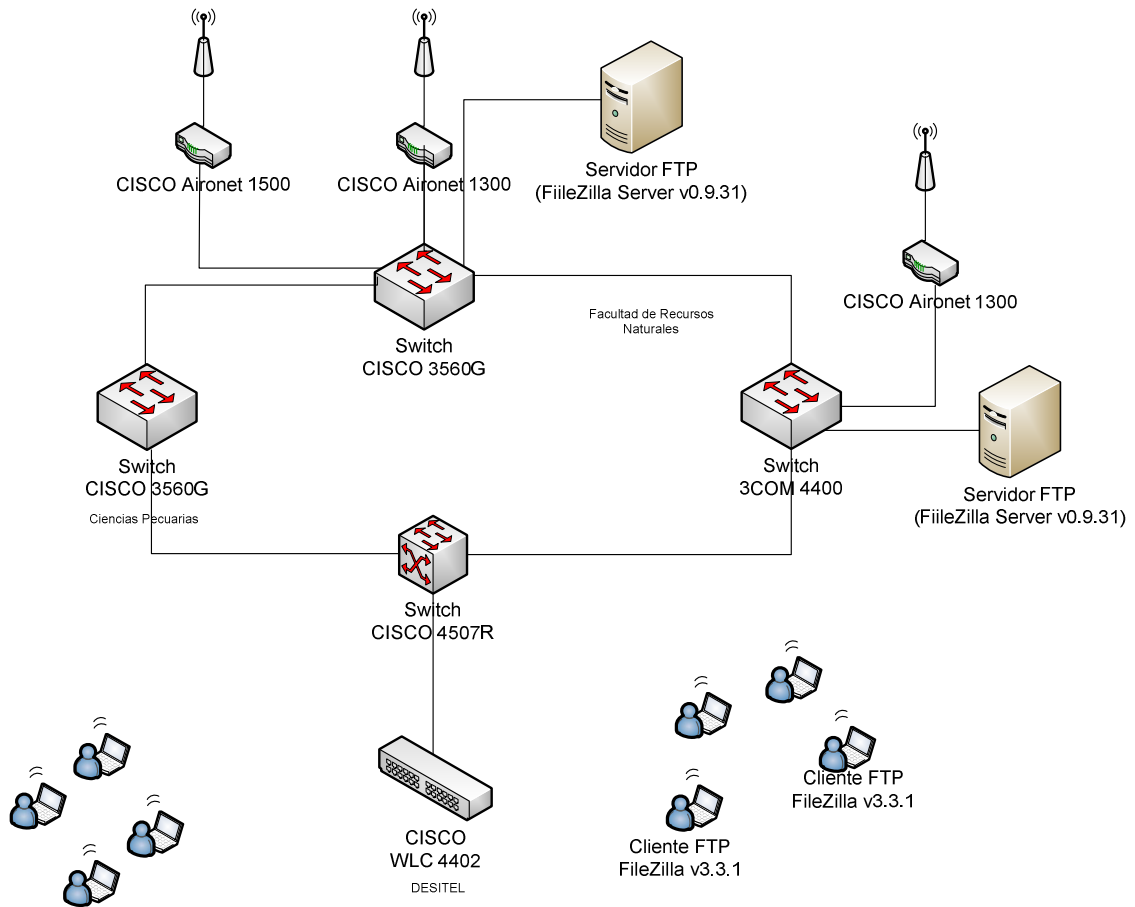 CISCO Aironet 1500
CISCO Aironet 1300
Servidor FTP
(FiileZilla Server v0.9.31)
CISCO Aironet 1300
Facultad de Recursos
Naturales
Switch
CISCO 3560G
Switch
CISCO 3560G
Ciencias Pecuarias
Switch
3COM 4400
Servidor FTP
(FiileZilla Server v0.9.31)
Switch
CISCO 4507R
Cliente FTP
FileZilla v3.3.1
Cliente FTP
FileZilla v3.3.1
CISCO
WLC 4402
DESITEL